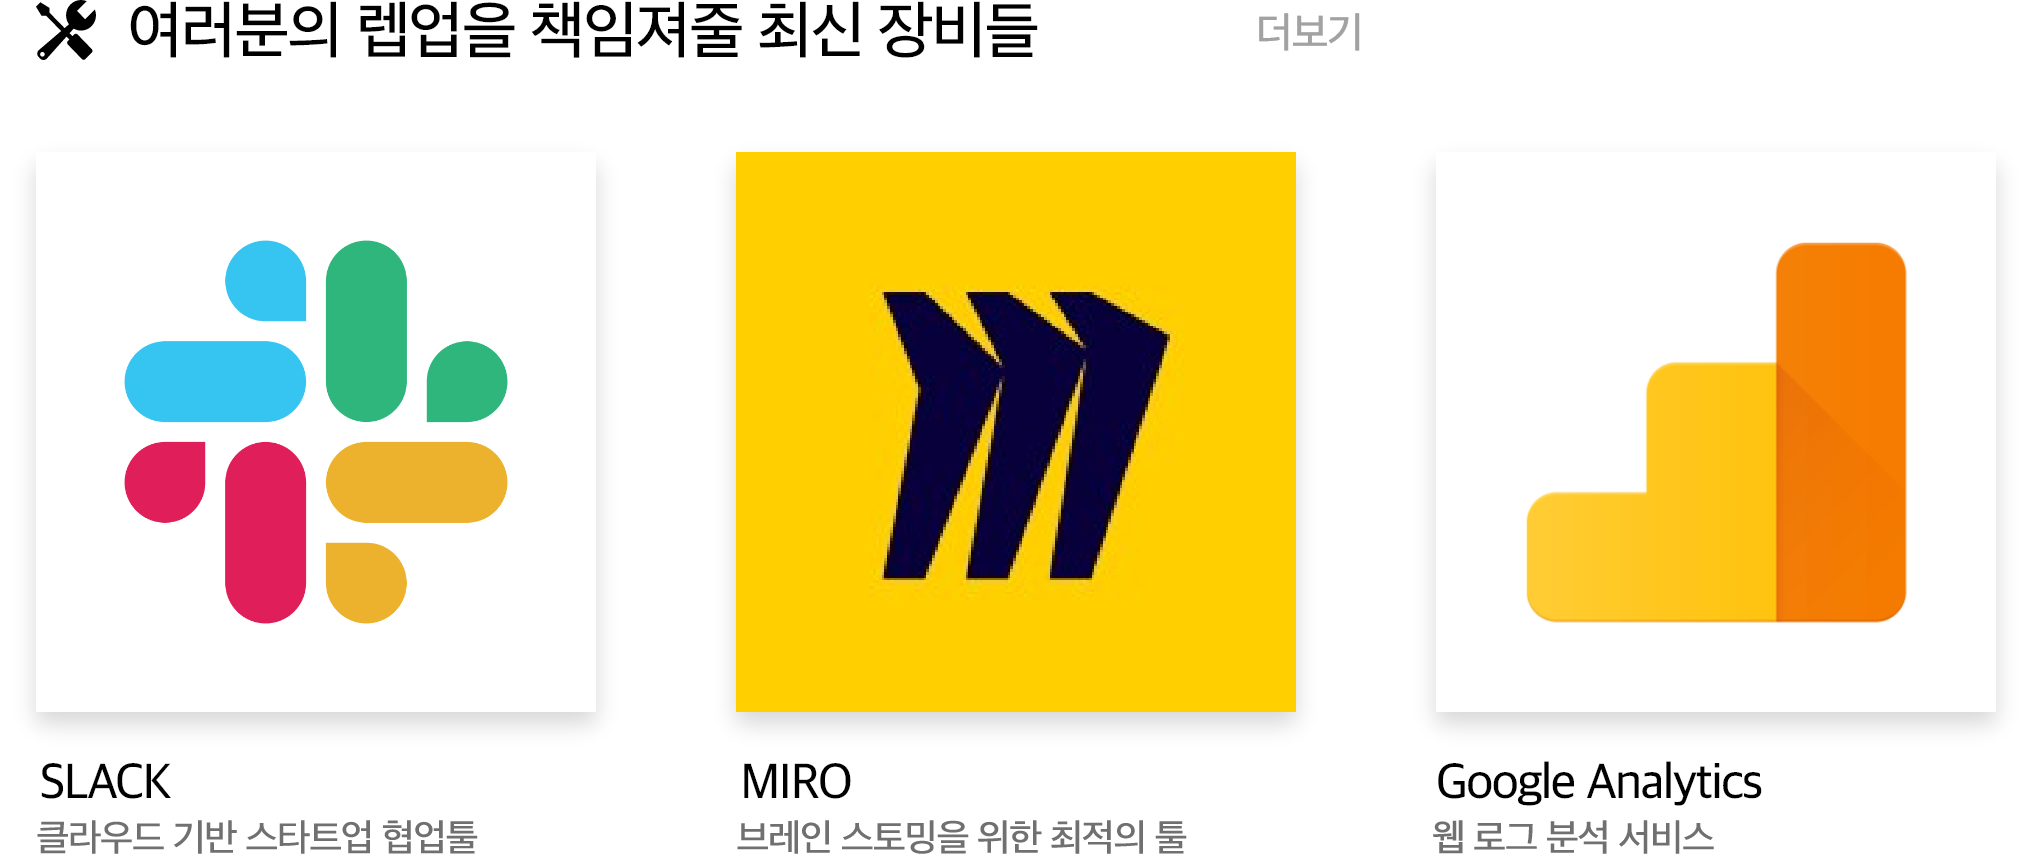 여러분의 렙업을 책임져줄 최신 장비들
더보기
SLACK
클라우드 기반 스타트업 협업툴
MIRO
브레인 스토밍을 위한 최적의 툴
Google Analytics
웹 로그 분석 서비스